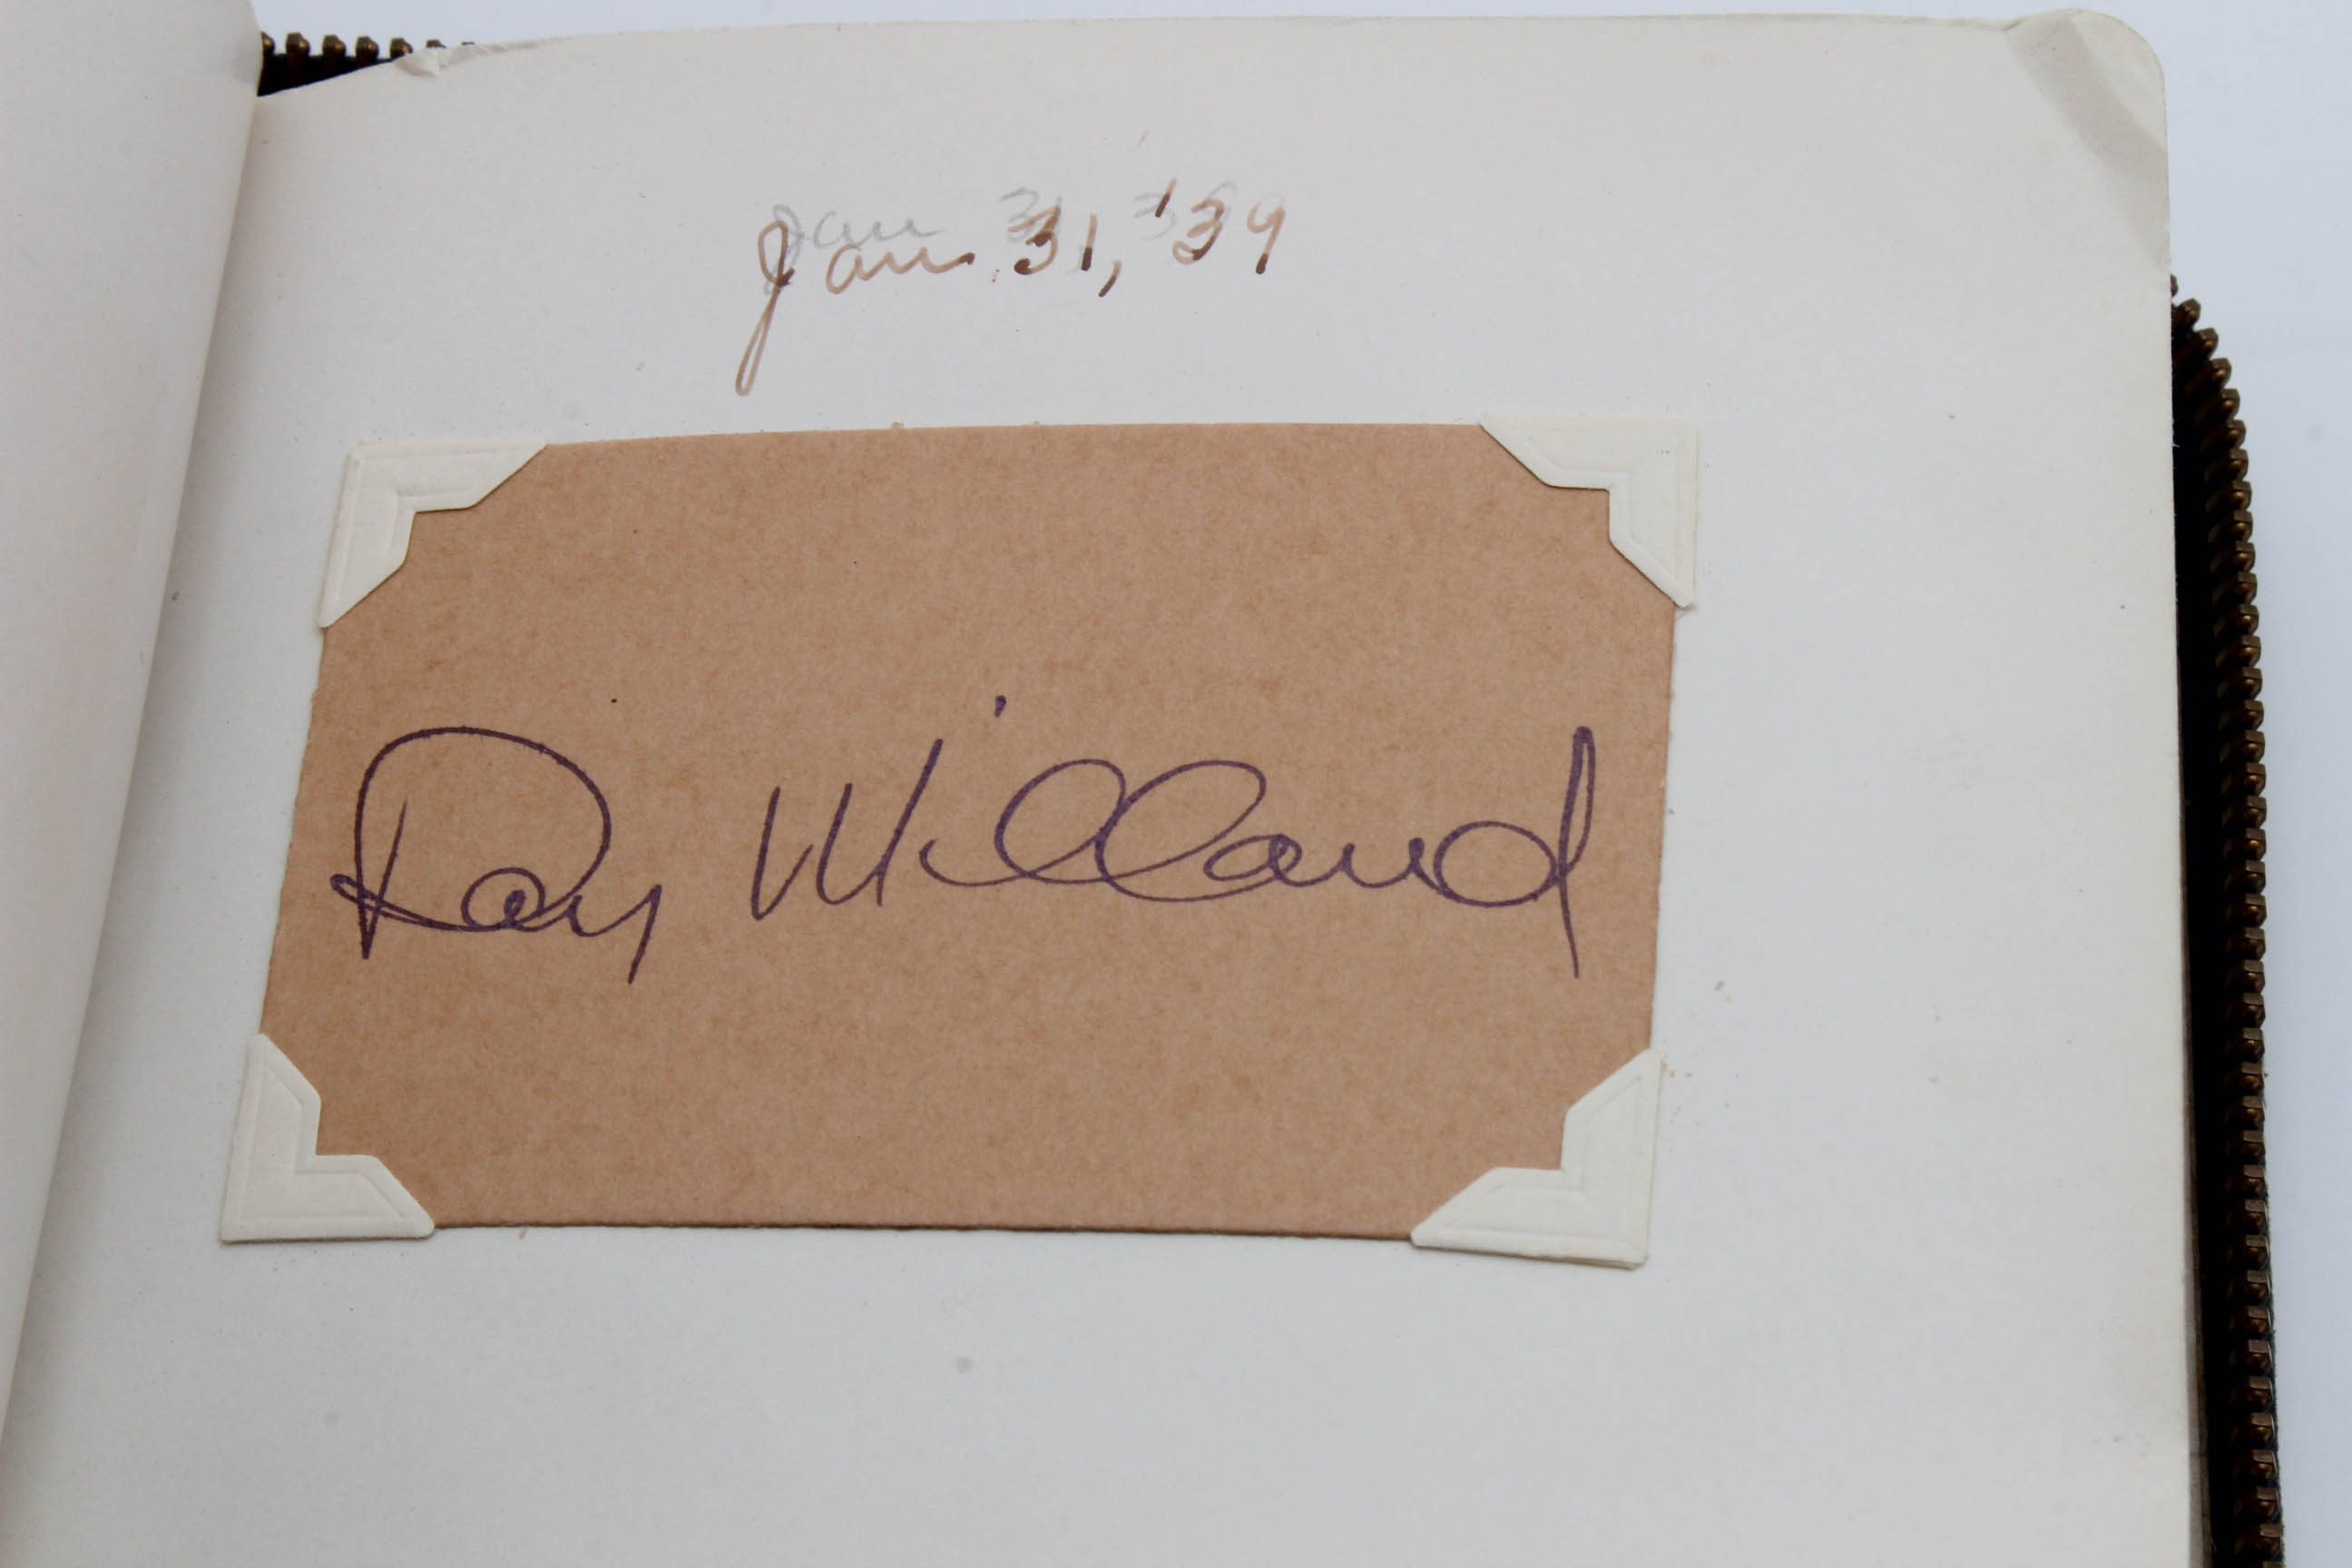 Jan. 31, '39
Ray Milland